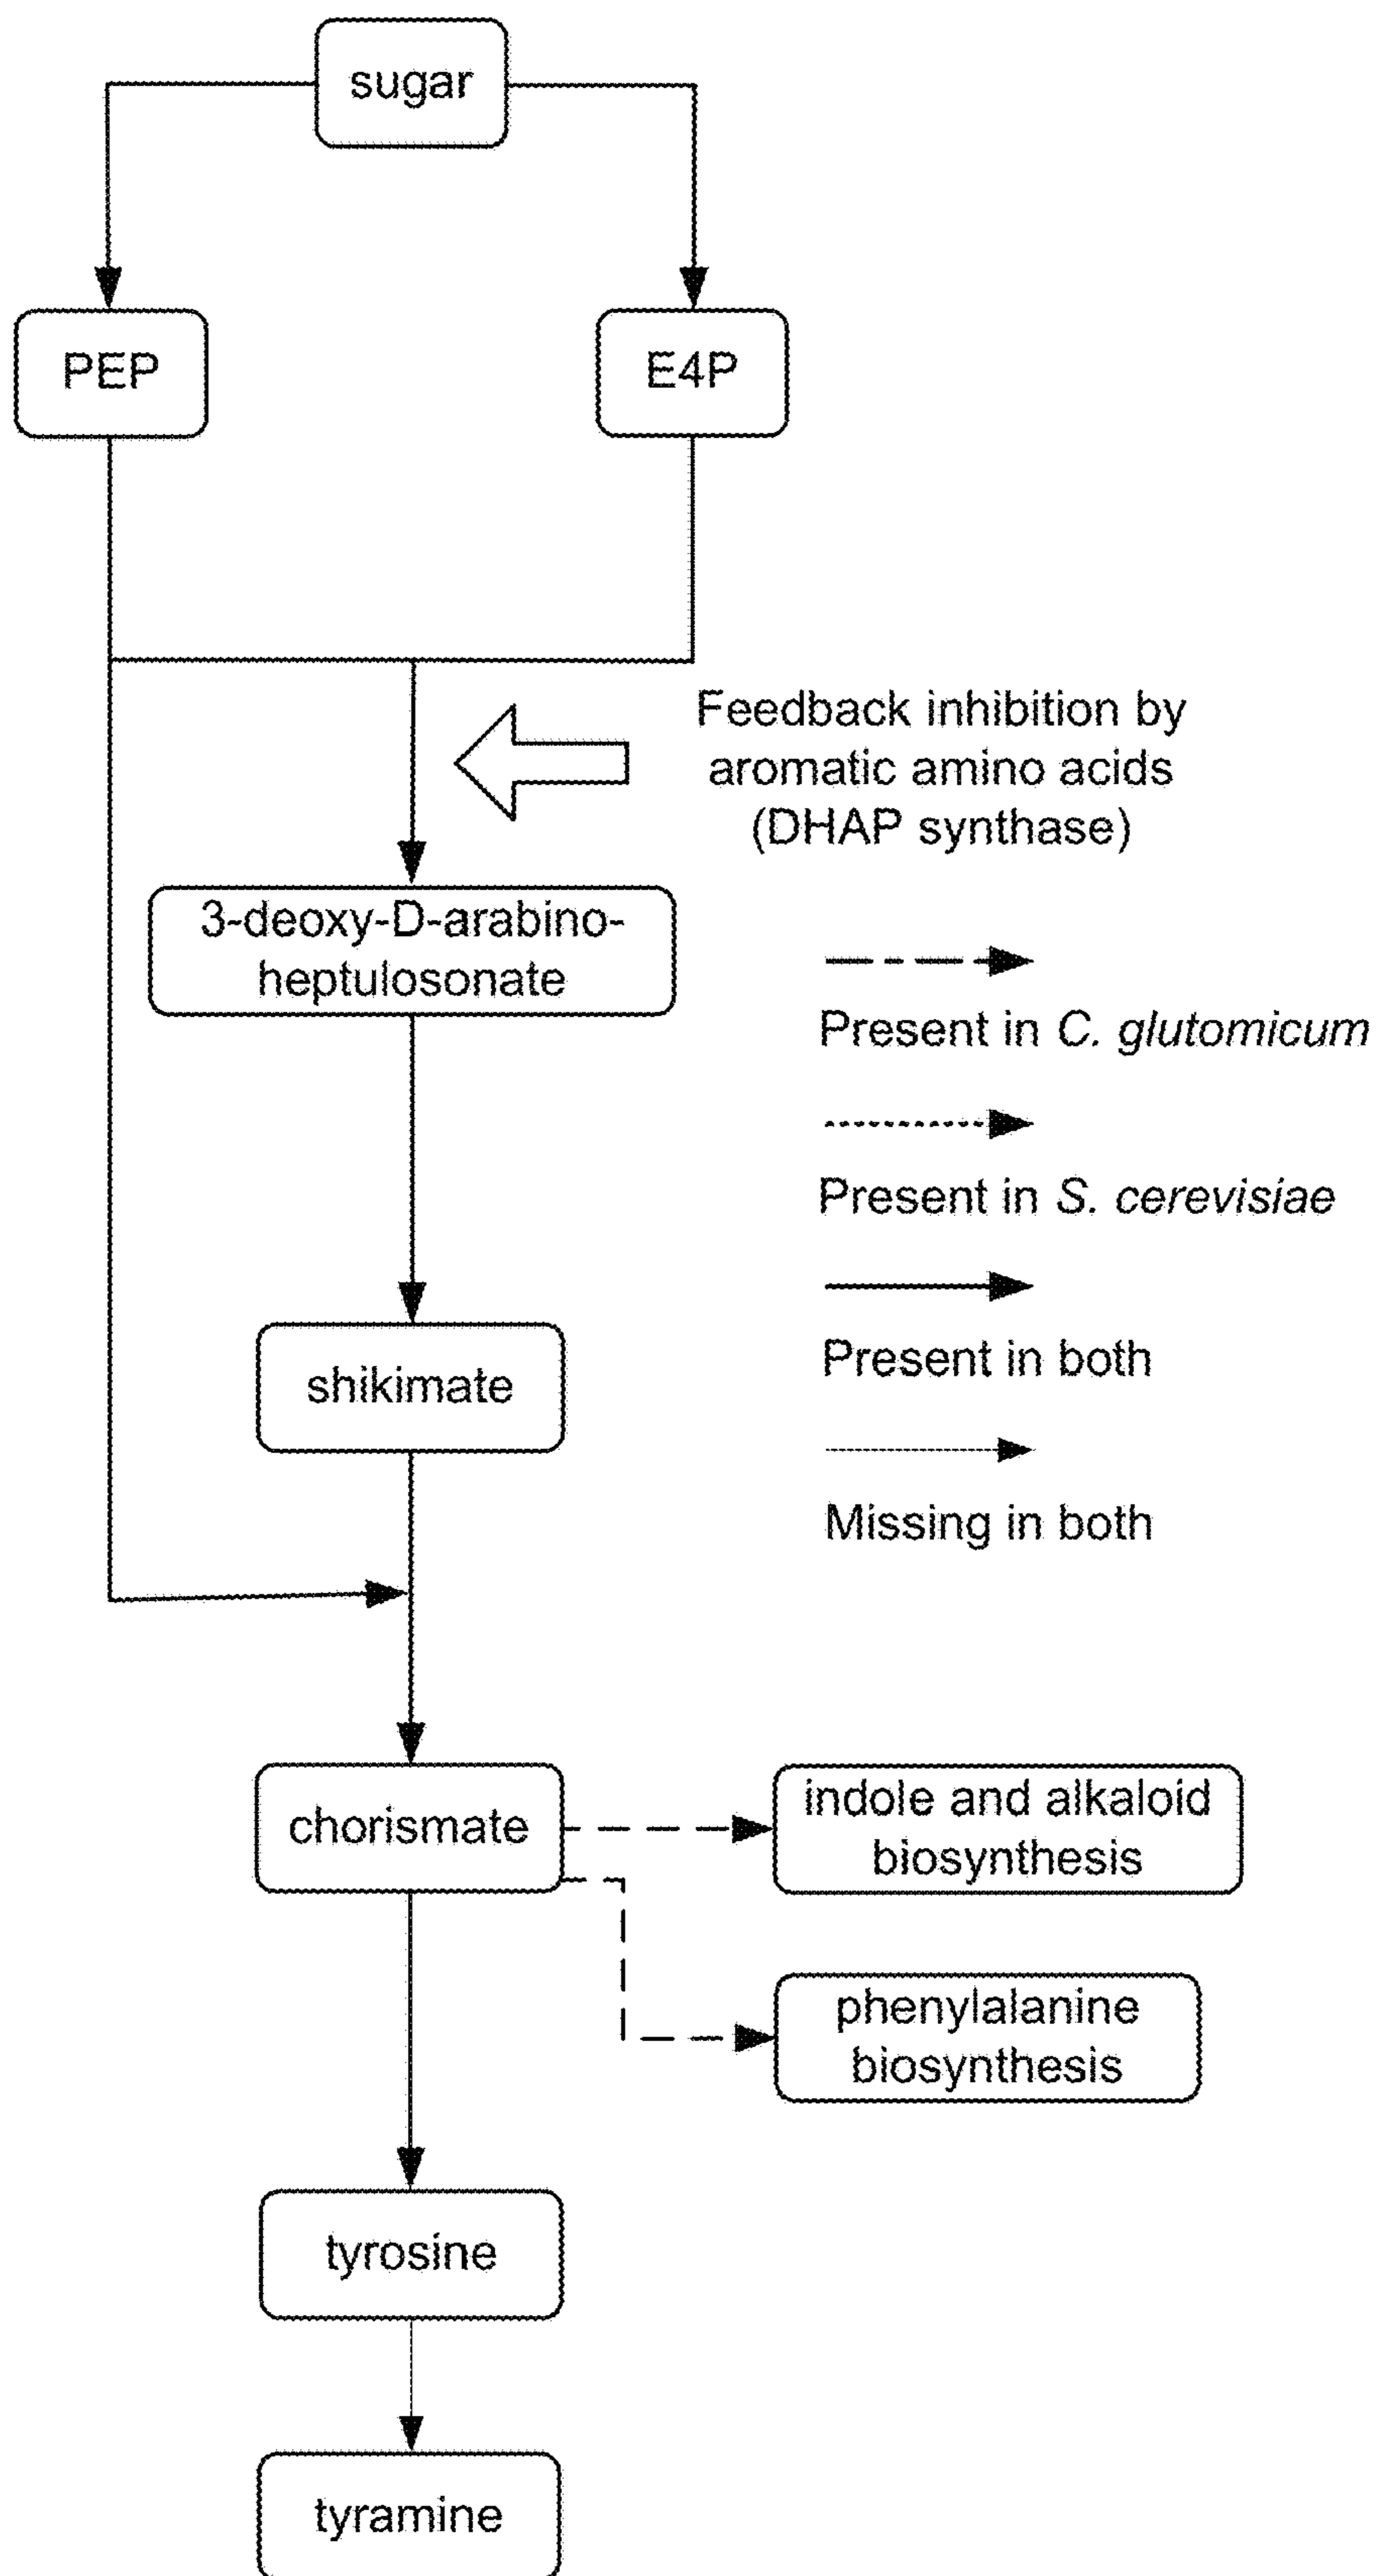 sugar
PEP
E4P
Feedback inhibition by
aromatic amino acids
(DHAP synthase)
3-deoxy-D-arabino-
heptulosonate
Present in C. glutomicum
Present in S. cerevisiae
Present in both
Missing in both
shikimate
chorismate
indole and alkaloid
biosynthesis
phenylalanine
biosynthesis
tyrosine
tyramine